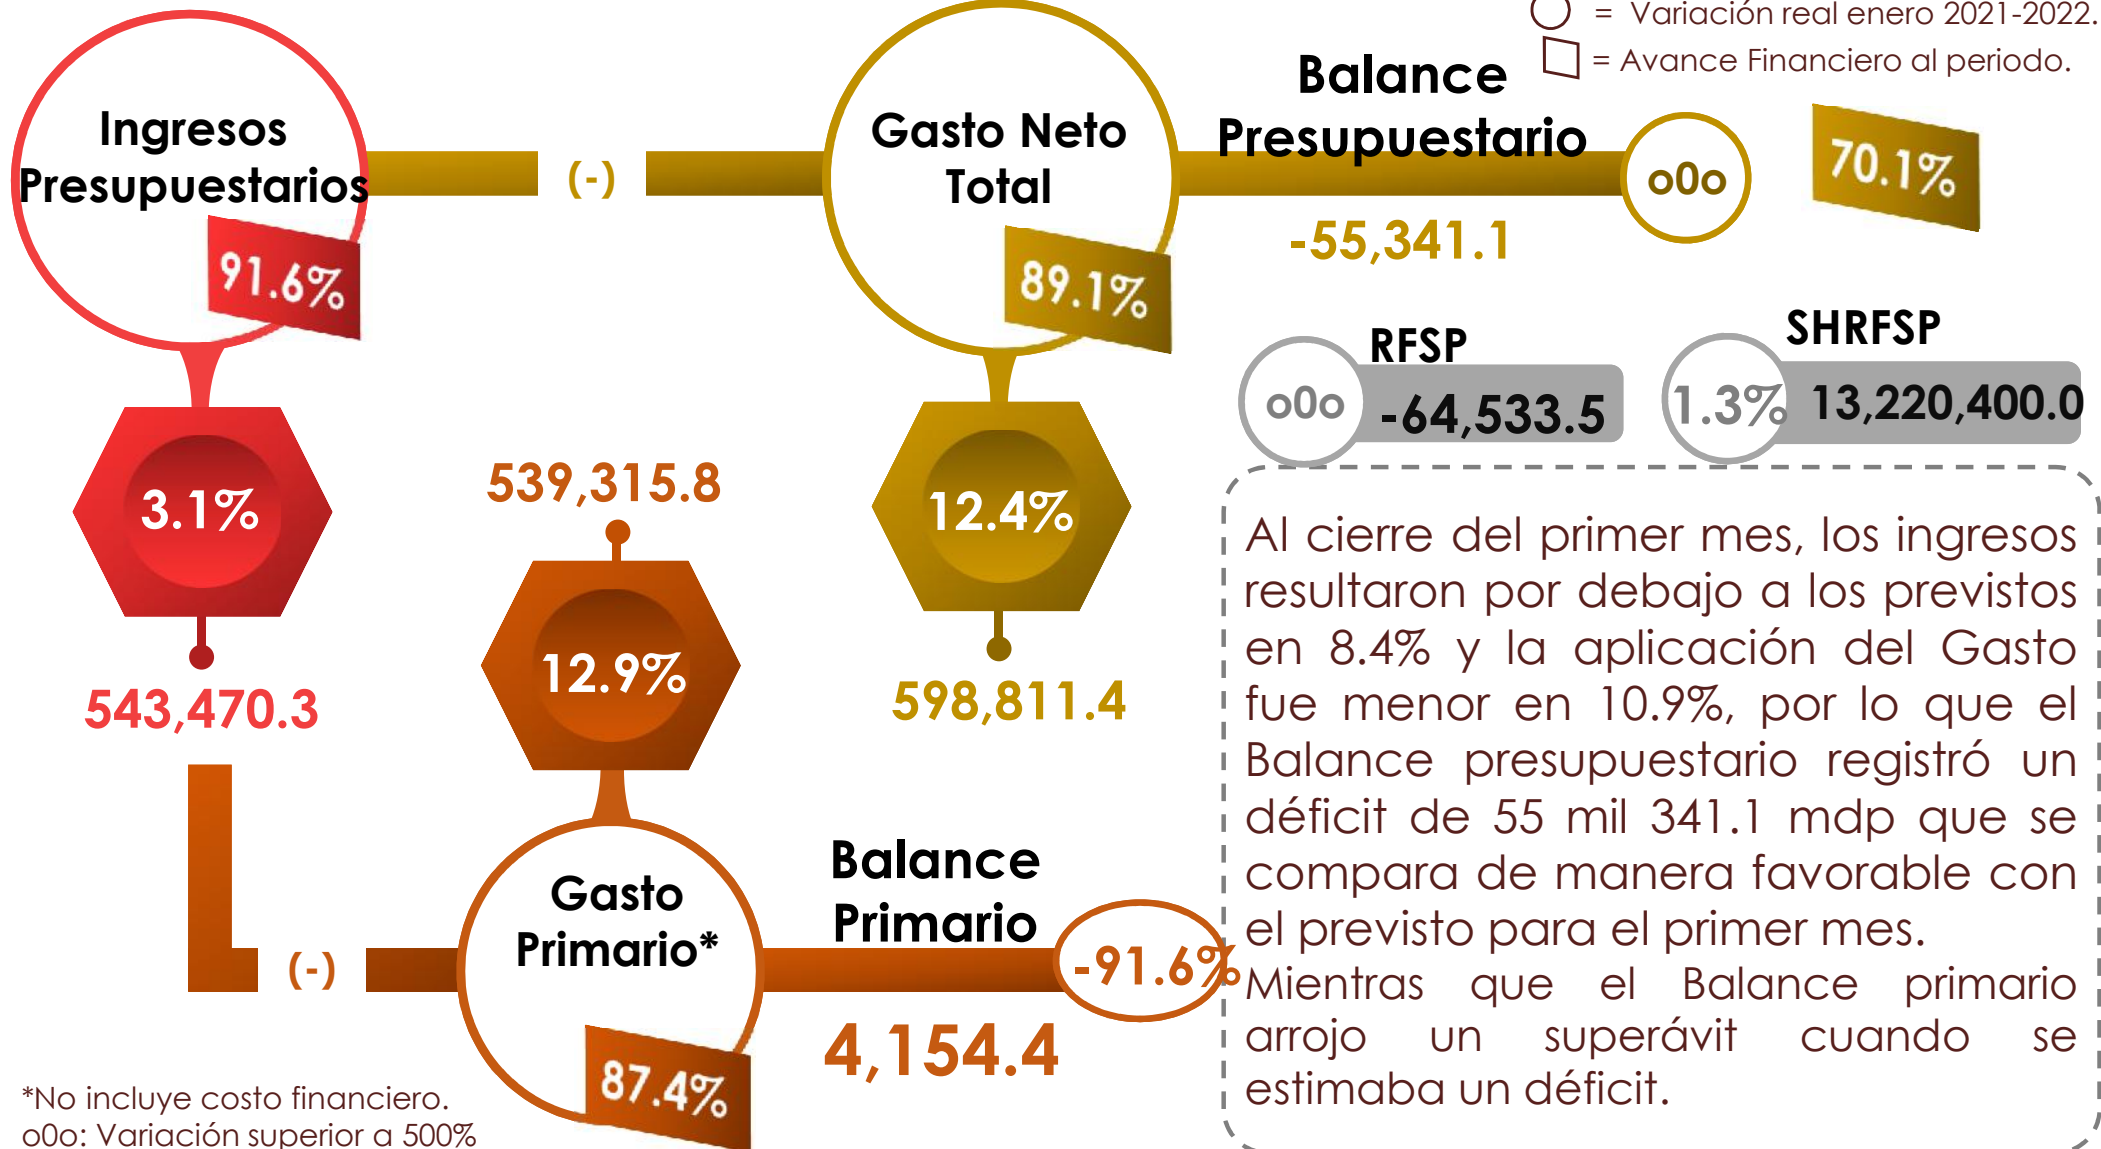 = Variación real enero 2021-2022.
= Avance Financiero al periodo.
Ingresos
Presupuestarios
91.6%
(-)
Gasto Neto
Total
89.1%
Balance
Presupuestario
-55,341.1
o0o
70.1%
RFSP
o0o
-64,533.5
SHRFSP
1.3%
13,220,400.0
3.1%
543,470.3
539,315.8
12.9%
12.4%
598,811.4
(-)
Gasto
Primario*
87.4%
Balance
Primario
-91.6%
4,154.4
Al cierre del primer mes, los ingresos
resultaron por debajo a los previstos
en 8.4% y la aplicación del Gasto
fue menor en 10.9%, por lo que el
Balance presupuestario registró un
déficit de 55 mil 341.1 mdp que se
compara de manera favorable con
el previsto para el primer mes.
Mientras que el Balance primario
arrojo un superávit cuando se
estimaba un déficit.
*No incluye costo financiero.
o0o: Variación superior a 500%